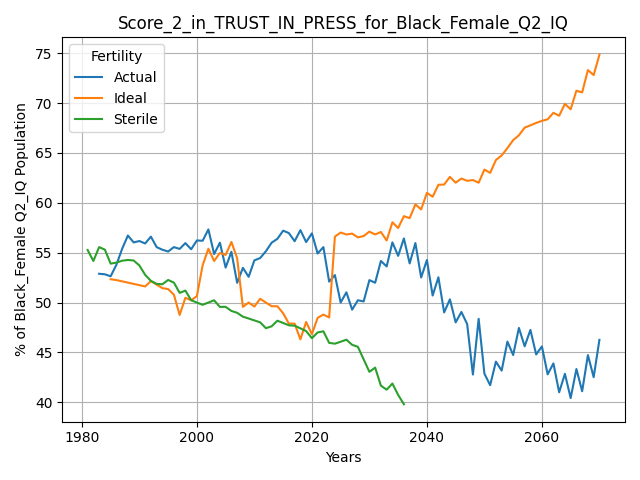 Score_2_in_TRUST_IN_PRESS_for_Black_Female_Q2_IQ
Fertility
Actual
Ideal
Sterile
% of Black_Female Q2_IQ Population
75
70
65
60
55
50
45
40
1980
2000
2020
2040
2060
Years